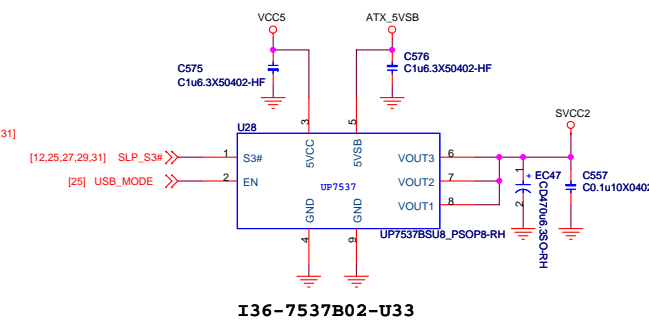 VCC5
ATX_5VSB
C575
C1u6.3X50402-HF
C576
C1u6.3X50402-HF
SVCC2
31]
U28
3
5
[12,25,27,29,31] SLP_S3#
1
S3#
5VCC
5VSB
VOUT3
6
[25] USB_MODE
2
EN
UP7537
VOUT2
7
GND
GND
VOUT1
8
4
9
UP7537BSU8_PSOP8-RH
1
+
EC47
2
CD470u6.3SO-RH
C557
C0.1u10X0402
I36-7537B02-U33